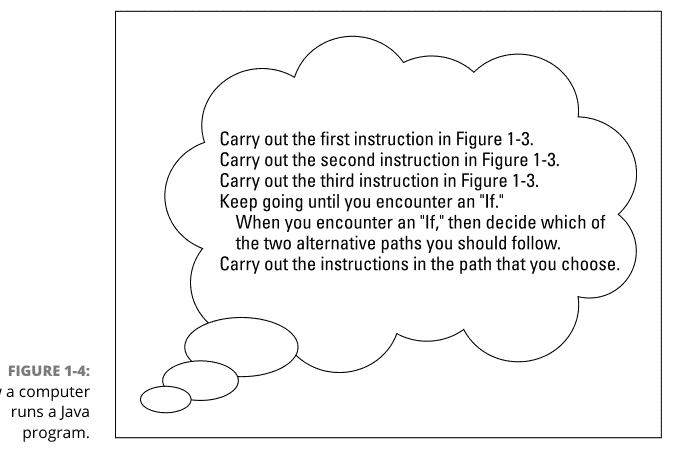 Carry out the first instruction in Figure 1-3.
Carry out the second instruction in Figure 1-3.
Carry out the third instruction in Figure 1-3.
Keep going until you encounter an "If."
When you encounter an "If," then decide which of
the two alternative paths you should follow.
Carry out the instructions in the path that you choose.
FIGURE 1-4:
a computer
runs a Java
program.